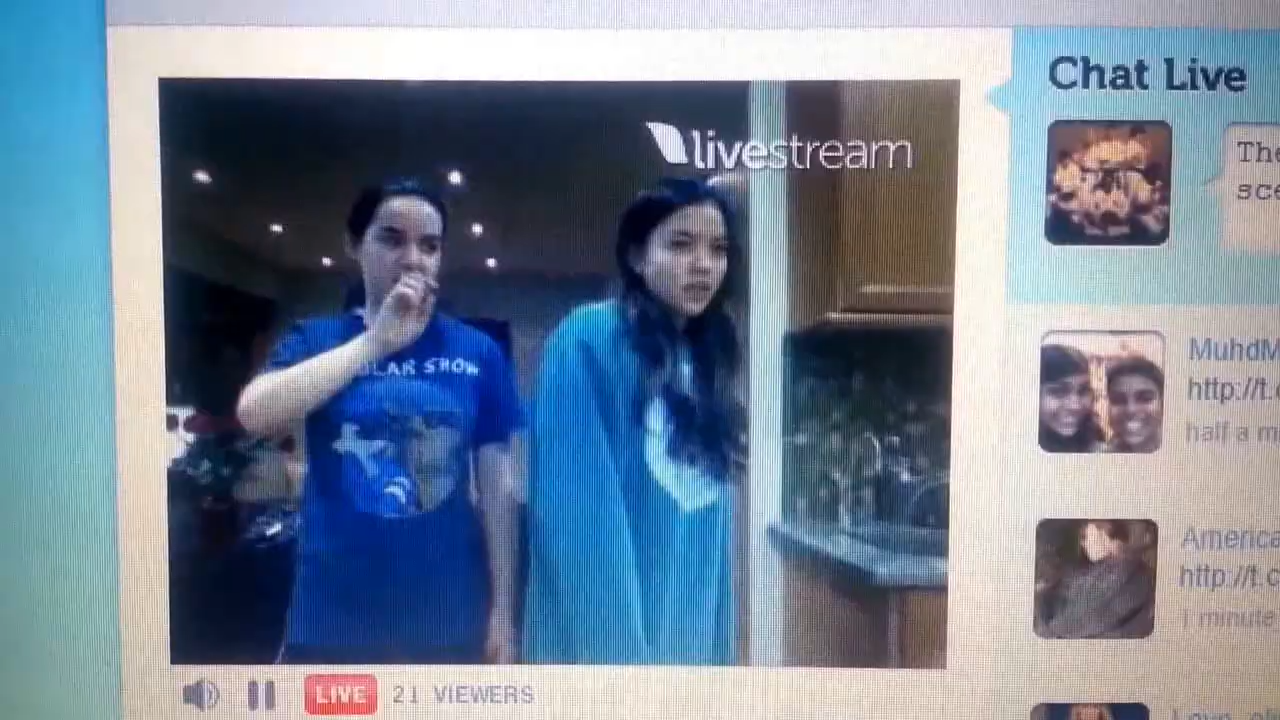 Chat Live
livestream
The
sce
LAR SHOW
MuhdM
http://t.c
half a m
America
http://t.c
1 minute
LIVE 21 VIEWERS